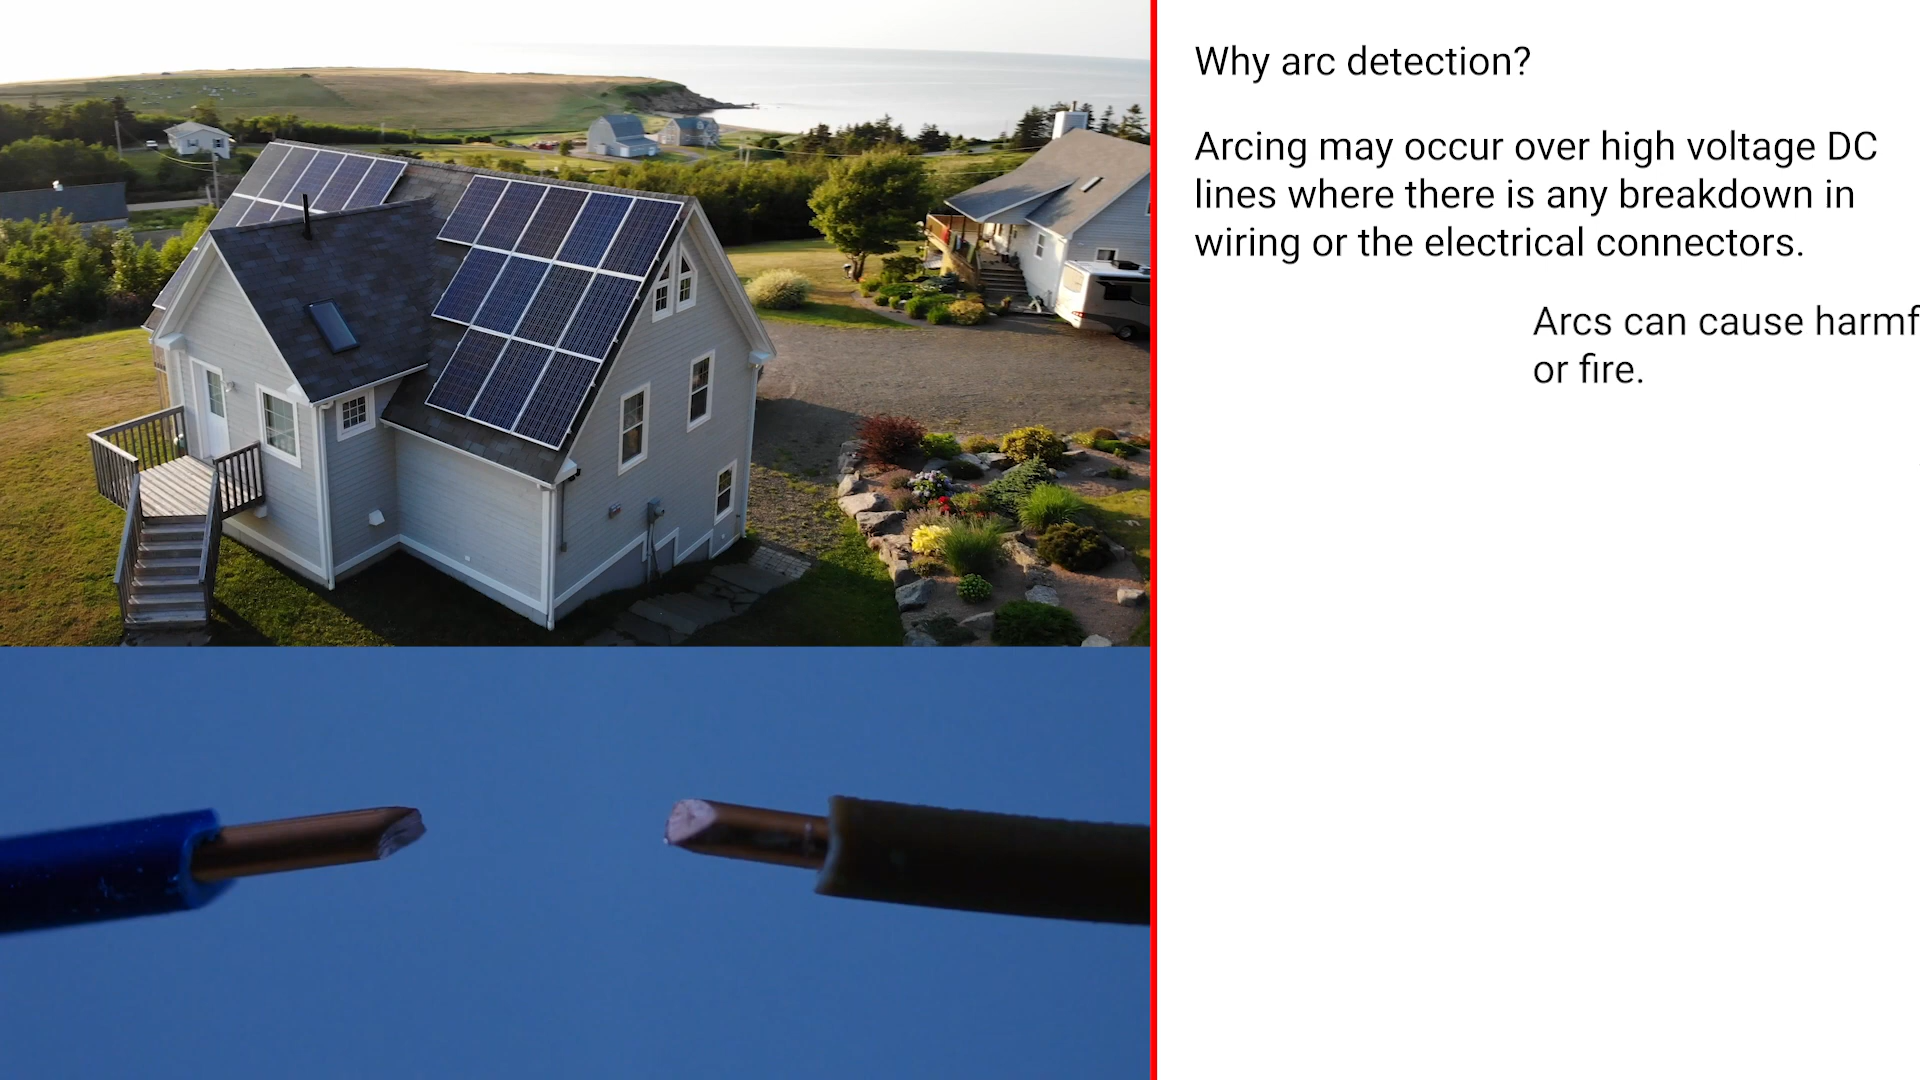 Why arc detection?
Arcing may occur over high voltage DC
lines where there is any breakdown in
wiring or the electrical connectors.
Arcs can cause
or fire.